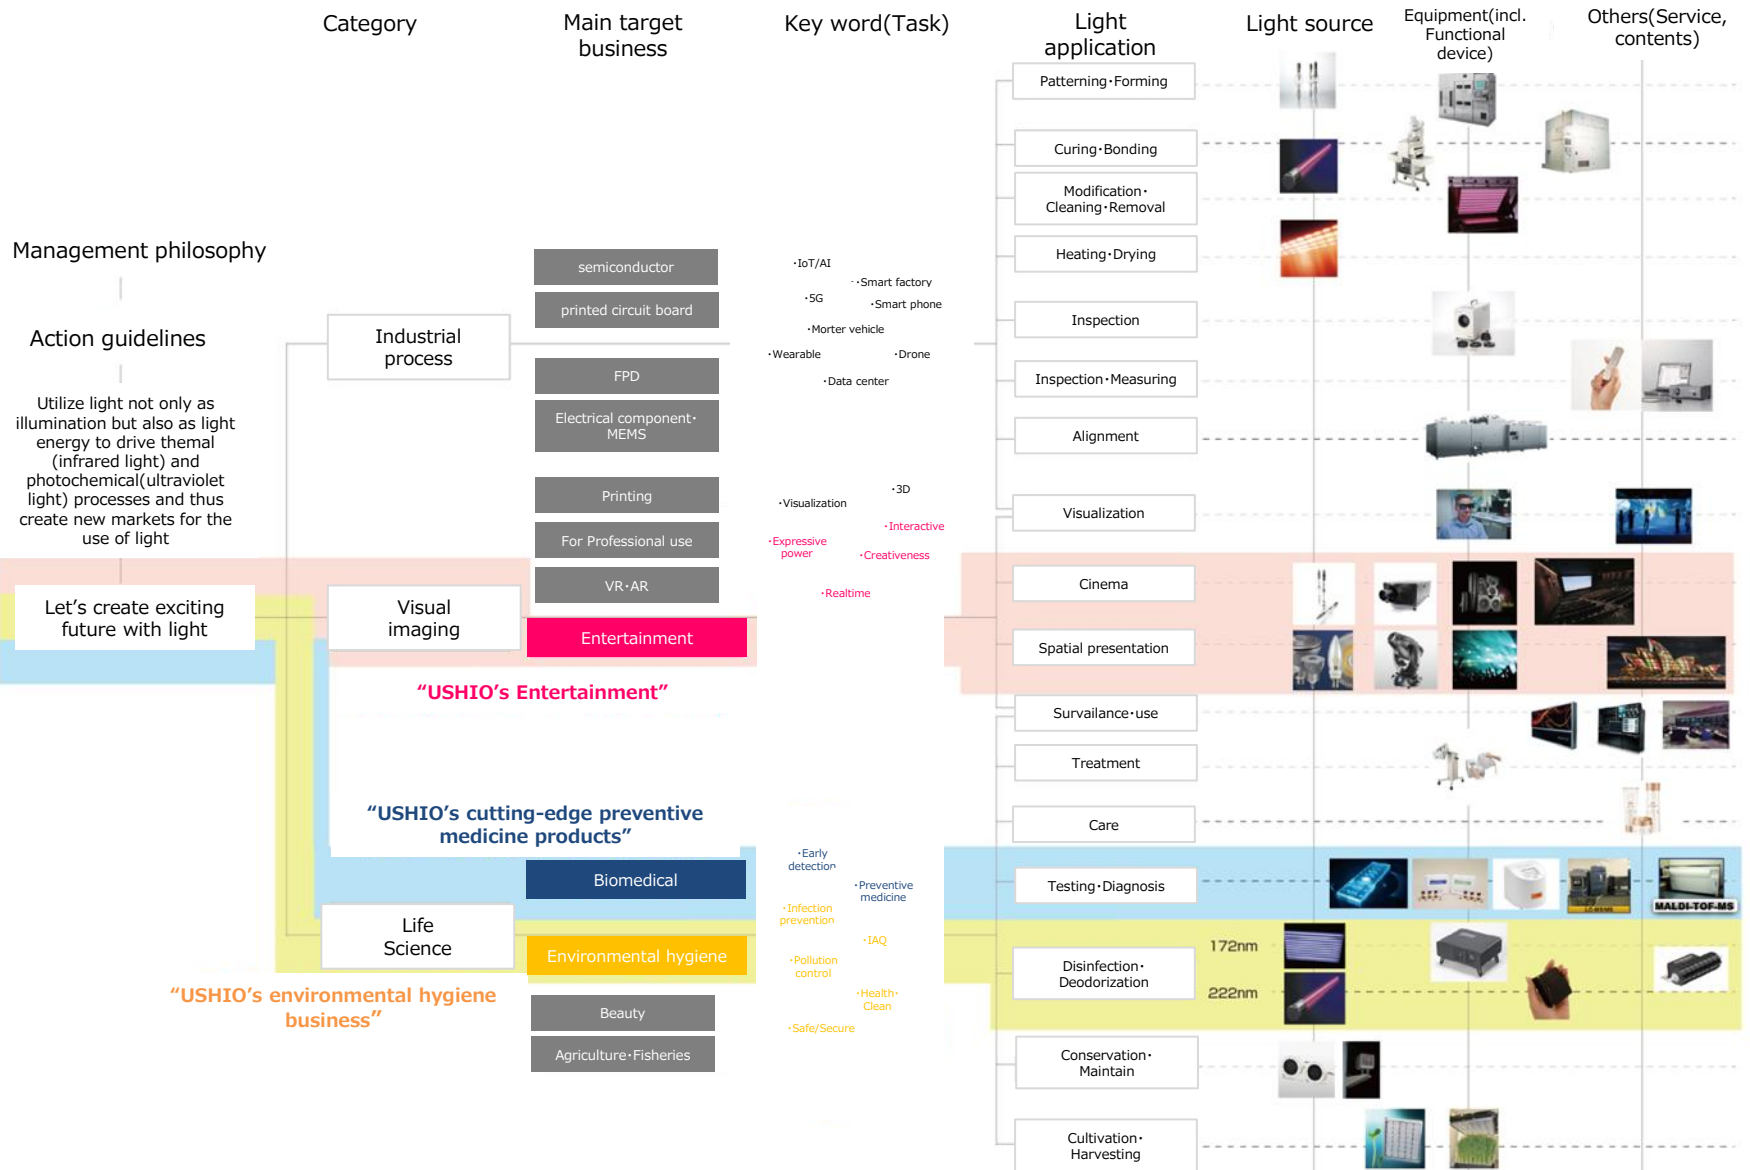 Category
Main target
business
Key word(Task)
Light
application
Light source
Equipment(incl.
Functional
device)
Others(Service,
contents)
Management philosophy
Action guidelines
Utilize light not only as
illumination but also as light
energy to drive themal
(infrared light) and
photochemical(ultraviolet
light) processes and thus
create new markets for the
use of light
Let's create exciting
future with light
Industrial
process
Visual
imaging
Life
Science
semiconductor
printed circuit board
FPD
Electrical component・
MEMS
Printing
For Professional use
VR・AR
Entertainment
“USHIO's Entertainment”
“USHIO's cutting-edge preventive
medicine products”
Biomedical
Environmental hygiene
“USHIO's environmental hygiene
business”
Beauty
Agriculture・Fisheries
・IoT/AI
・Smart factory
・5G
・Smart phone
・Morter vehicle
・Wearable
・Drone
・Data center
・3D
・Visualization
・Interactive
・Expressive
power
・Creativeness
・Realtime
・Early
detection
・Preventive
medicine
・Infection
prevention
・IAQ
・Pollution
control
・Health・
Clean
・Safe/Secure
Patterning・Forming
Curing・Bonding
Modification・
Cleaning・Removal
Heating・Drying
Inspection
Inspection・Measuring
Alignment
Visualization
Cinema
Spatial presentation
Survailance・use
Treatment
Care
Testing・Diagnosis
MALDI-TOF-MS
Disinfection・
Deodorization
172nm
222nm
Conservation・
Maintain
Cultivation・
Harvesting